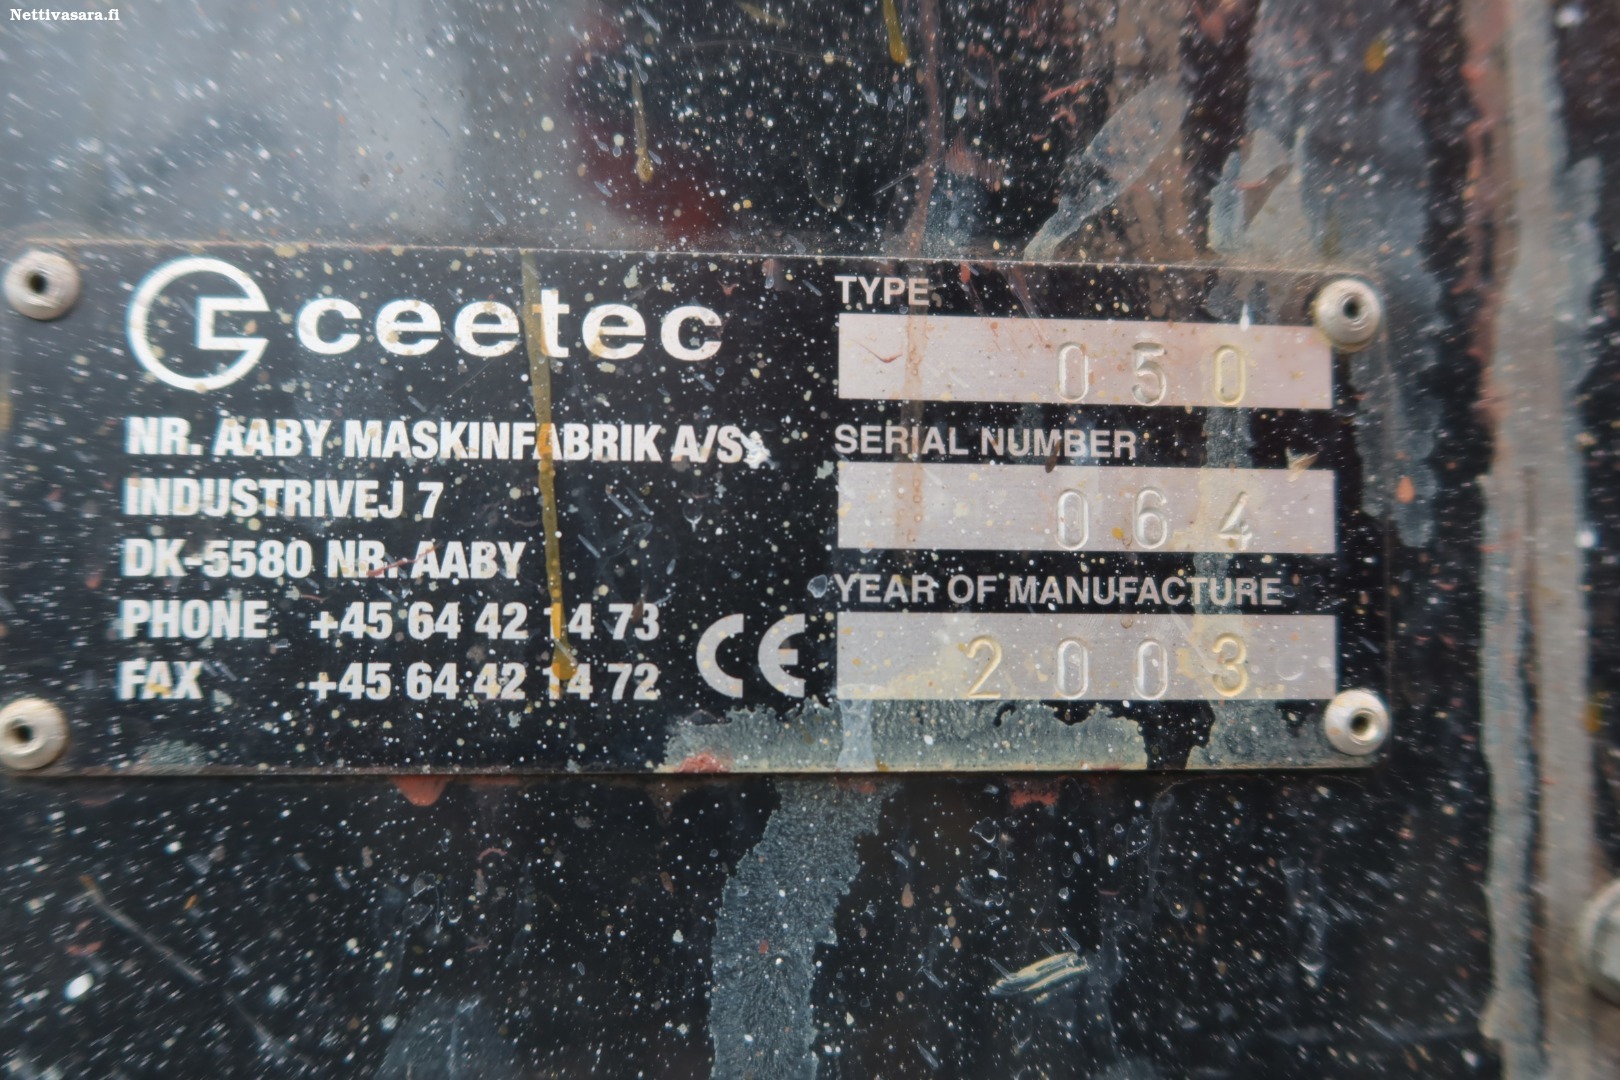 Nettivasara.fi
ceetec
NR. AABY MASKINFABRIK A/S
INDUSTRIVEJ 7
DK-5580 NR. AABY
PHONE +45 64 42 14 73
FAX +45 64 42 14 72
CE
TYPE
050
SERIAL NUMBER
064
YEAR OF MANUFACTURE
2003